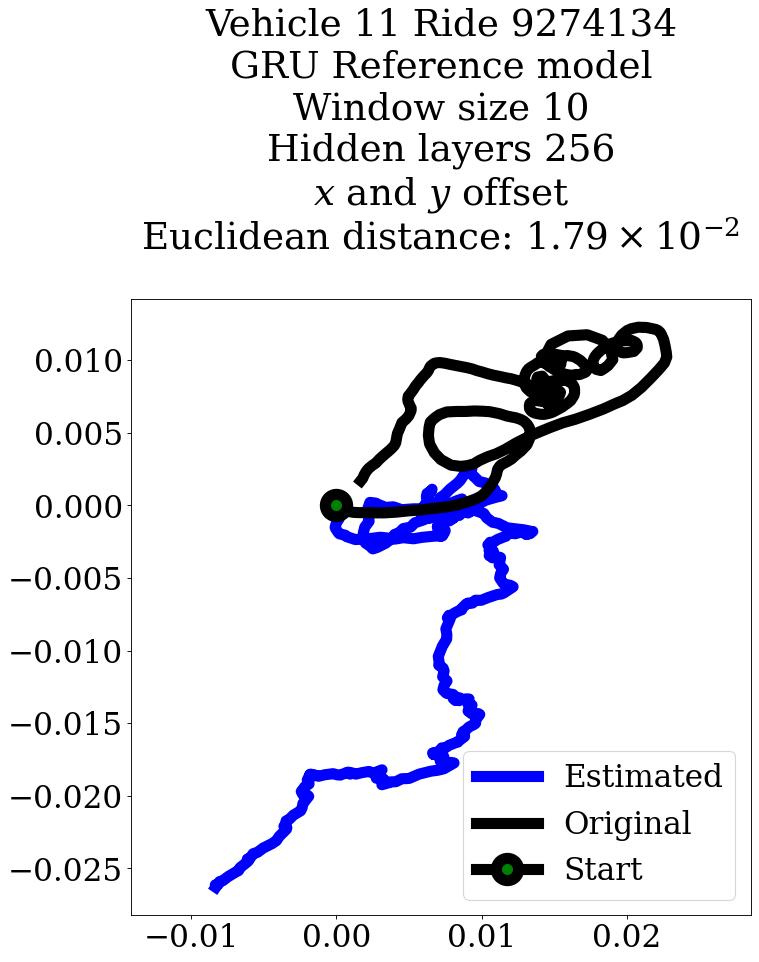 Vehicle 11 Ride 9274134
GRU Reference model
Window size 10
Hidden layers 256
x and y offset
Euclidean distance: 1.79 × 10⁻²
0.010
0.005
0.000
−0.005
−0.010
−0.015
−0.020
−0.025
Estimated
Original
Start
−0.01
0.00
0.01
0.02